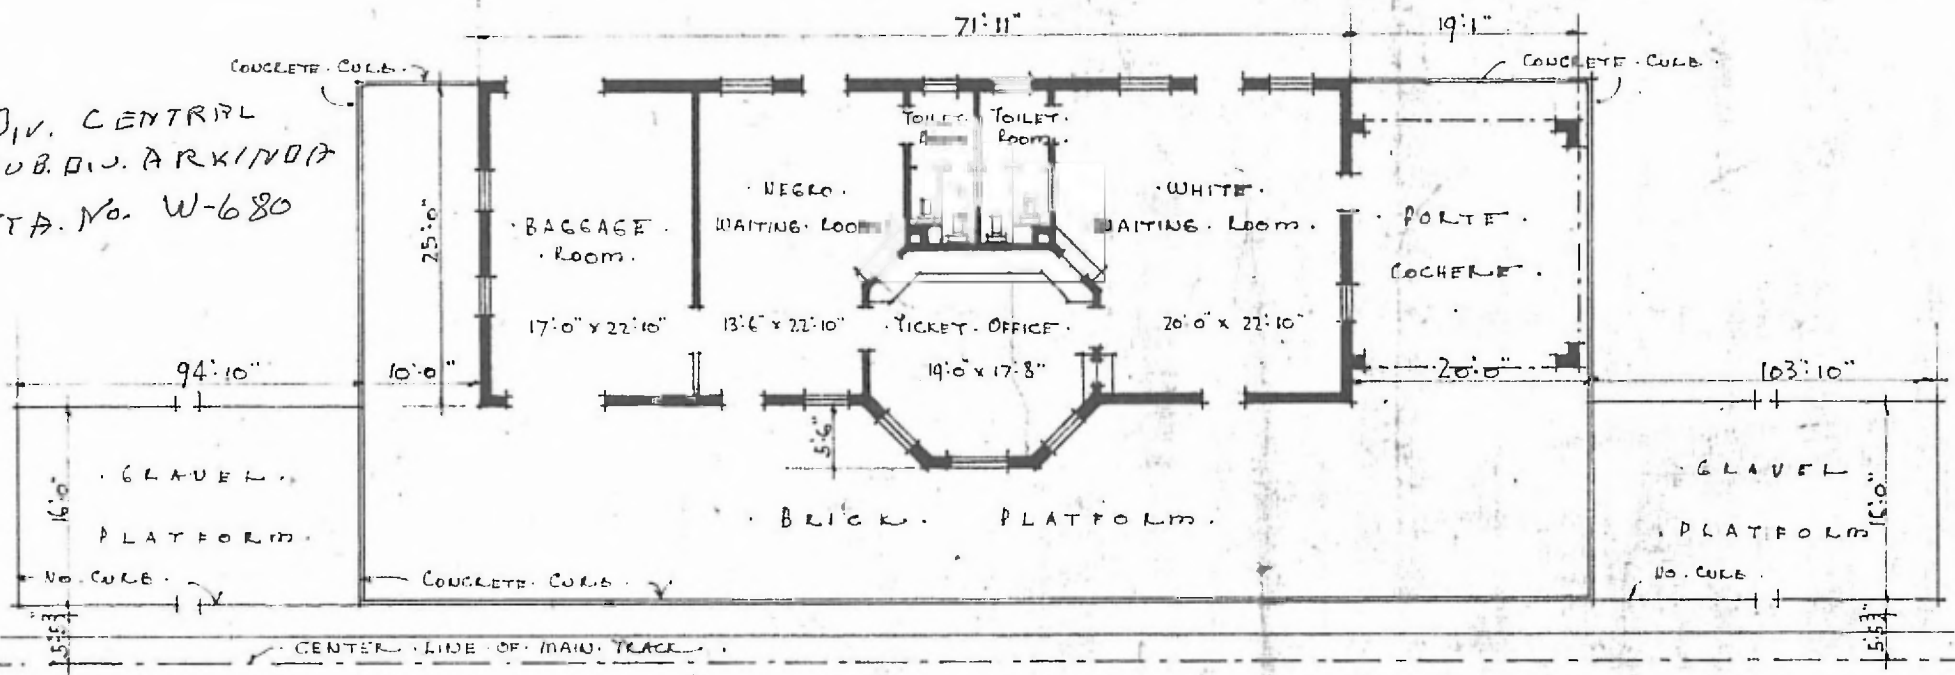 71'-11"
19'-1"
CONCRETE. CURB.
CONCRETE. CURB.
DIV. CENTRAL
SUB. DIV. ARKINDA
STA. No. W-680
TOILET.
TOILET.
ROOM.
25'-0"
. BAGGAGE .
. ROOM.
. NEGRO .
WAITING. ROOM
. WHITE .
WAITING. ROOM.
. PORTE .
COCHERE .
17'-0" x 22'-10"
13'-6" x 22'-10"
. TICKET. OFFICE .
20'-0" x 22'-10"
94'-10"
10'-0"
19'-0" x 17'-8"
20'-0"
103'-10"
5'-6"
. GRAVEL .
PLATFORM .
16'-0"
. BRICK . PLATFORM .
. GRAVEL
. PLATFORM
16'-0"
NO. CURB .
CONCRETE. CURB .
NO. CURB .
CENTER . LINE . OF . MAIN . TRACK .